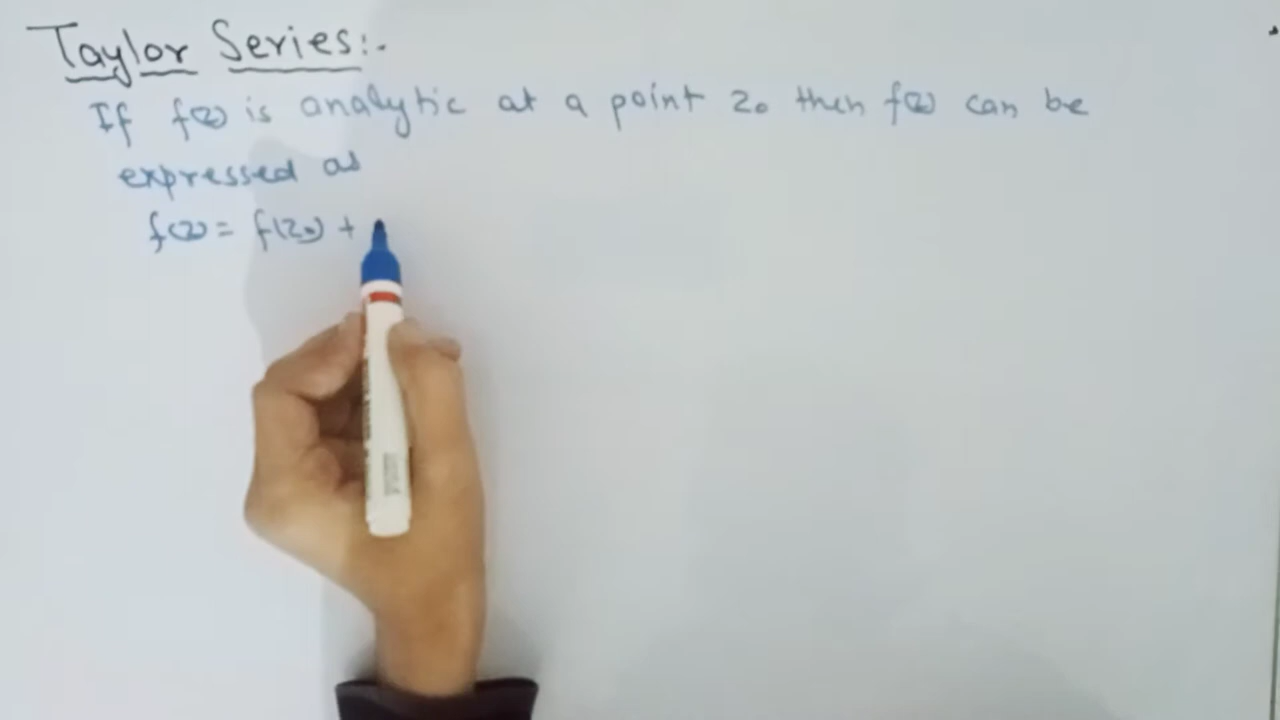 Taylor Series:-
If f(z) is analytic at a point z₀ then f(z) can be
expressed as
f(z) = f(z₀) +